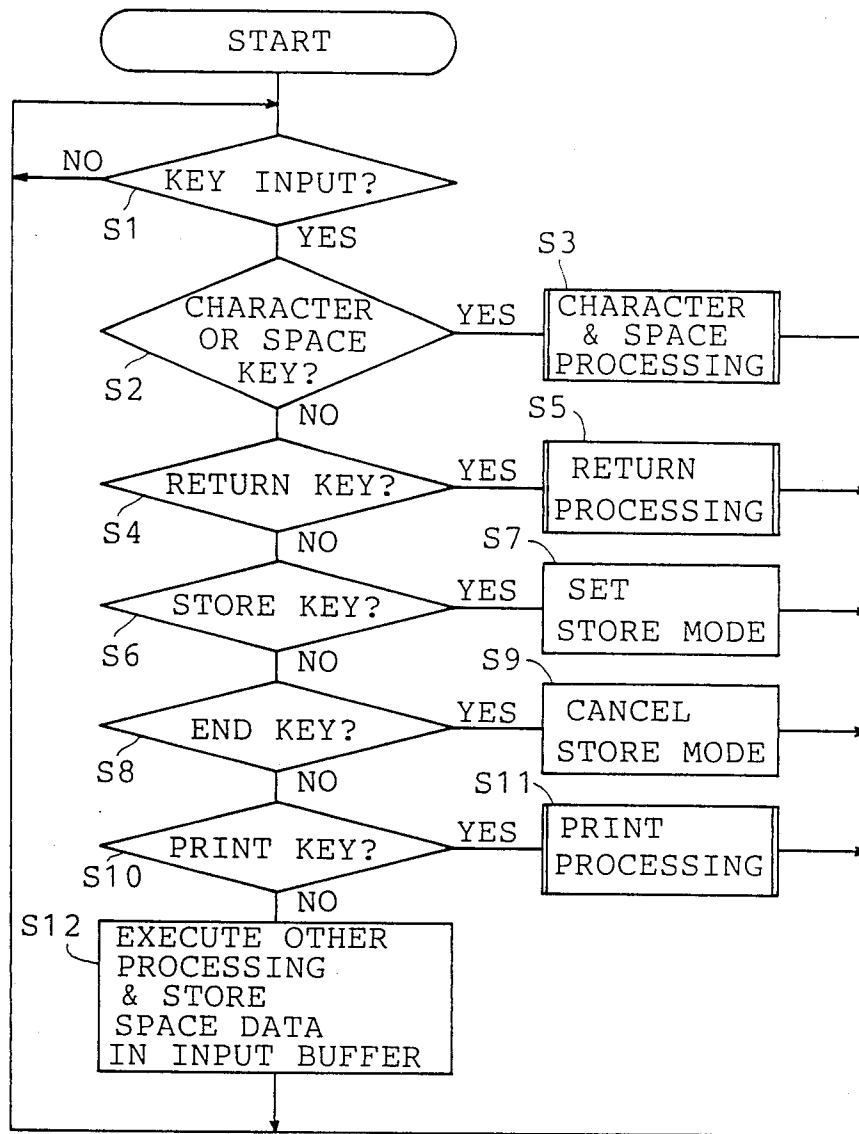 START
NO
KEY INPUT?
S1
YES
S3
CHARACTER
OR SPACE
KEY?
YES
CHARACTER
& SPACE
PROCESSING
S2
NO
S5
RETURN KEY?
YES
RETURN
PROCESSING
S4
NO
S7
STORE KEY?
YES
SET
STORE MODE
S6
NO
S9
END KEY?
YES
CANCEL
STORE MODE
S8
NO
S11
PRINT KEY?
YES
PRINT
PROCESSING
S10
NO
S12
EXECUTE OTHER
PROCESSING
& STORE
SPACE DATA
IN INPUT BUFFER